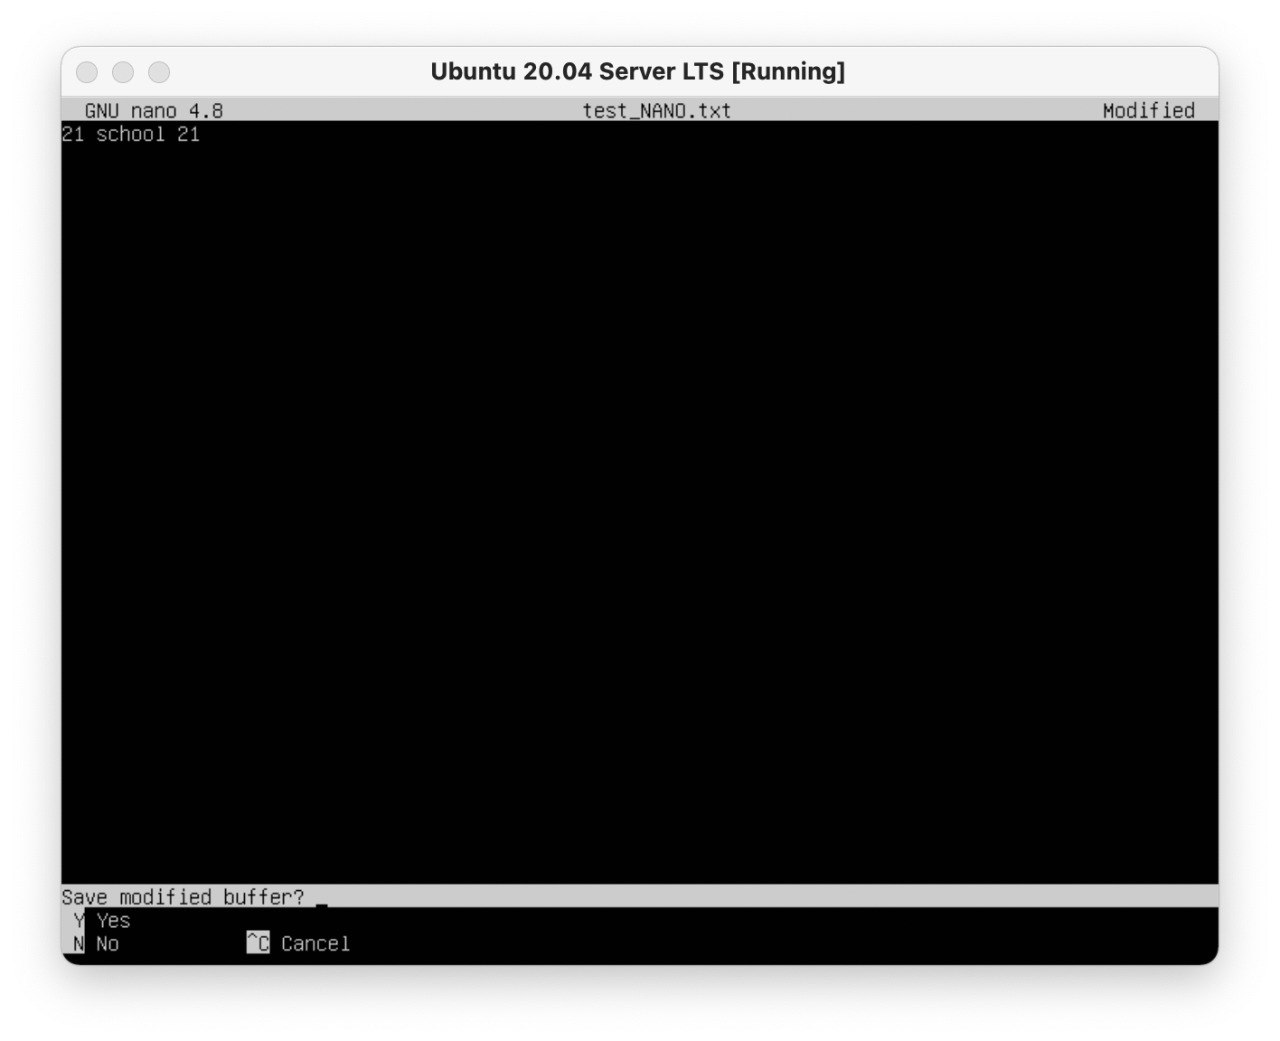 Ubuntu 20.04 Server LTS [Running]
GNU nano 4.8 test_NANO.txt Modified
21 school 21
Save modified buffer? _
Y Yes
N No ^C Cancel